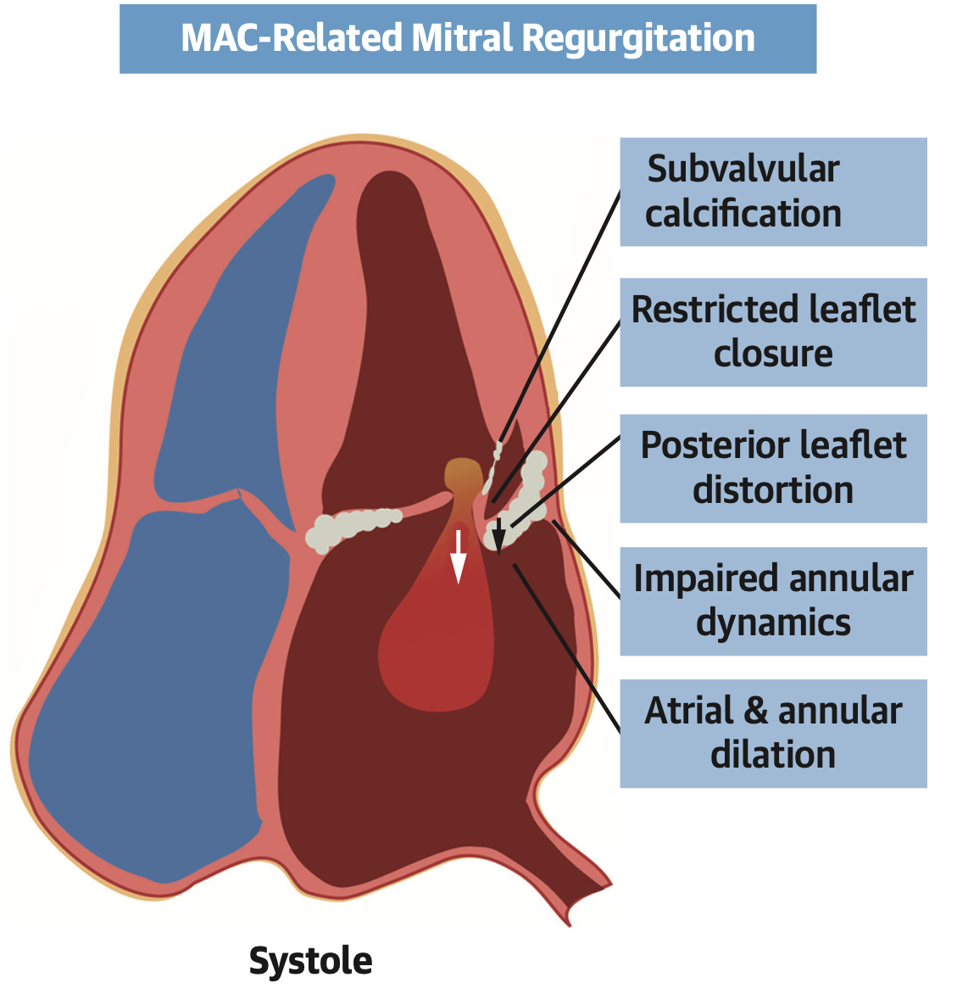 MAC-Related Mitral Regurgitation
Subvalvular
calcification
Restricted leaflet
closure
Posterior leaflet
distortion
Impaired annular
dynamics
Atrial & annular
dilation
Systole